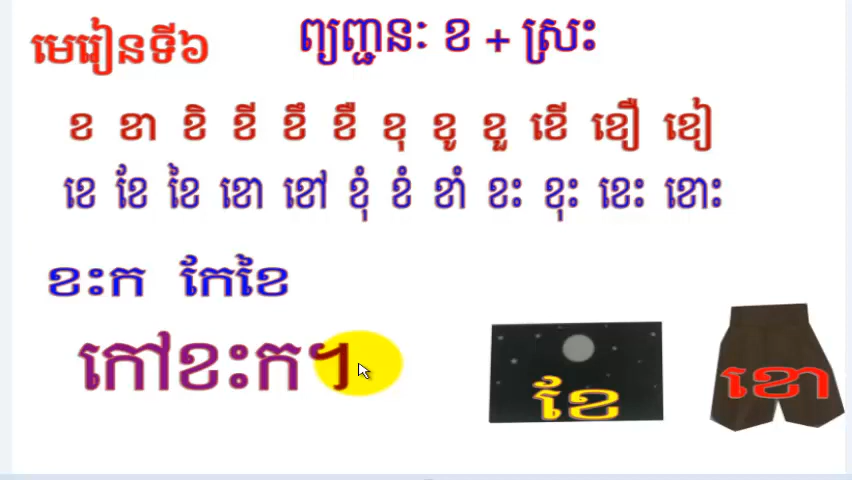 មេរៀនទី៦
ព្យញ្ជនៈ ខ + ស្រះ
ខ ខា ខិ ខី ខឹ ខឺ ខុ ខូ ខួ ខើ ខឿ ខៀ
ខេ ខែ ខៃ ខោ ខៅ ខុំ ខំ ខាំ ខះ ខុះ ខេះ ខោះ
ខះក កែខៃ
កៅខះក។
ខែ
ខោ